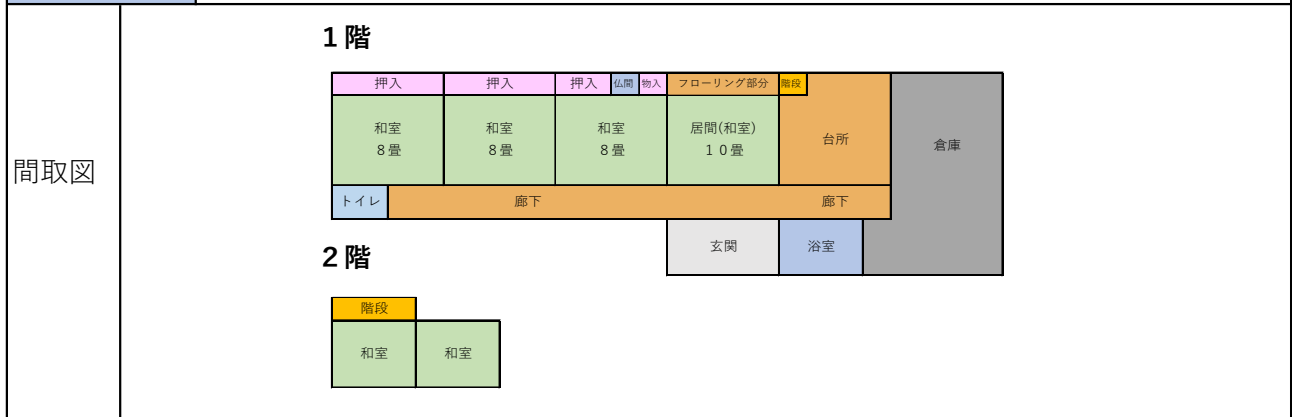 間取図
1階
押入 押入 押入 仏間 物入 フローリング部分 階段
和室 和室 和室 居間(和室) 台所 倉庫
8畳 8畳 8畳 10畳
トイレ 廊下 廊下
玄関 浴室
2階
階段
和室 和室